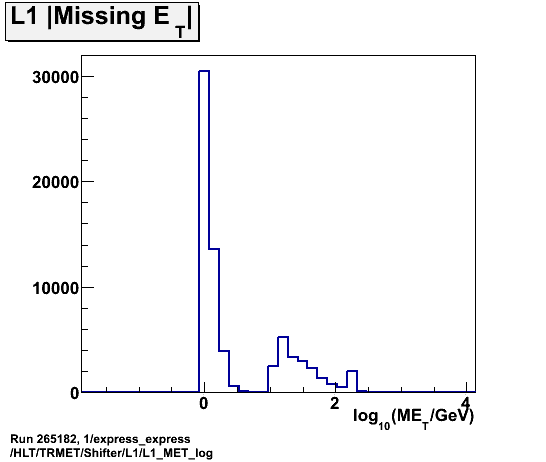 L1 |Missing E_T|
30000
20000
10000
0
0 2 4
log10(MET/GeV)
Run 265182, 1/express_express
/HLT/TRMET/Shifter/L1/L1_MET_log